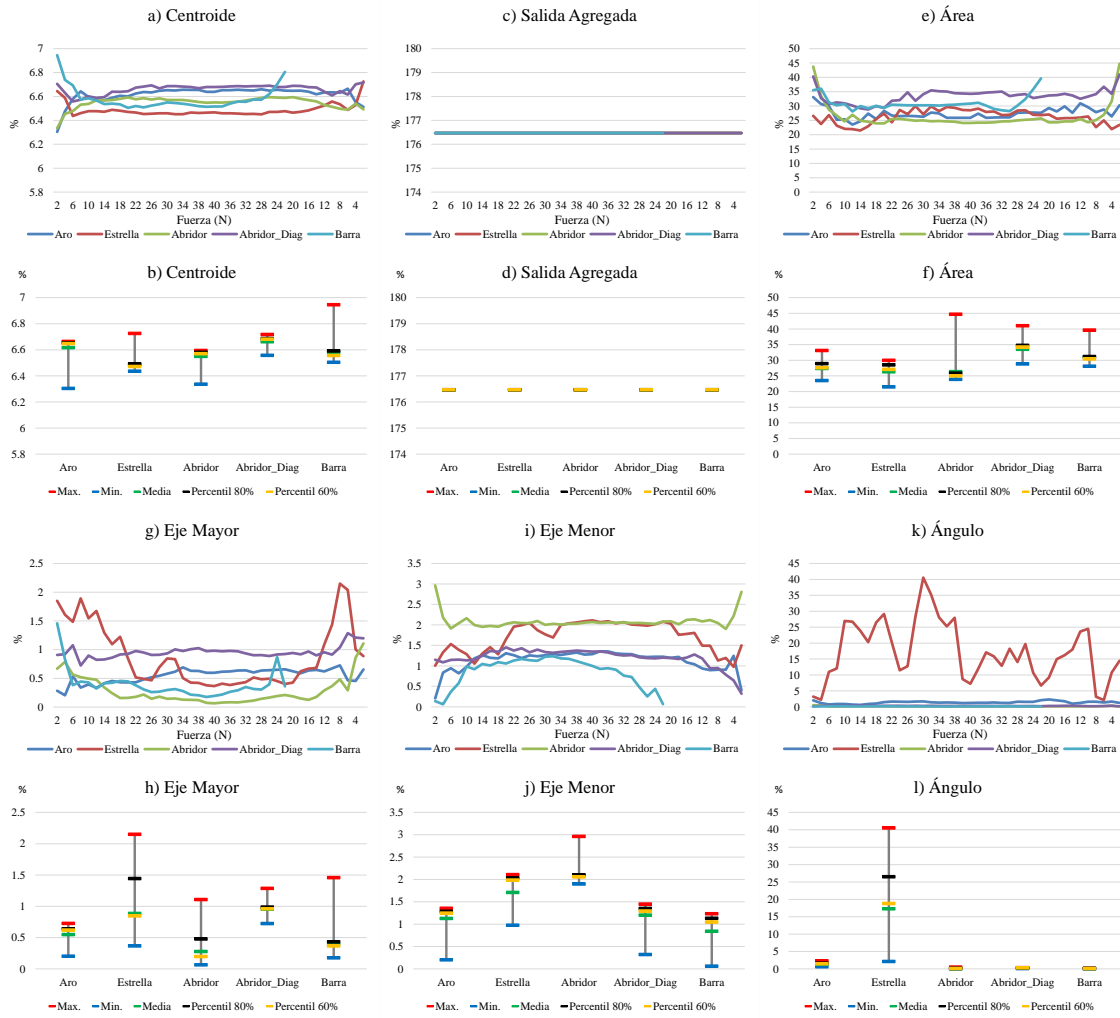 a) Centroide
c) Salida Agregada
e) Área
7
6.8
6.6
6.4
6.2
6
5.8
%
2 6 10 14 18 22 26 30 34 38 40 36 32 28 24 20 16 12 8 4
Fuerza (N)
Aro Estrella Abridor Abridor_Diag Barra
180
179
178
177
176
175
174
%
2 6 10 14 18 22 26 30 34 38 40 36 32 28 24 20 16 12 8 4
Fuerza (N)
Aro Estrella Abridor Abridor_Diag Barra
50
45
40
35
30
25
20
15
10
5
0
%
2 6 10 14 18 22 26 30 34 38 40 36 32 28 24 20 16 12 8 4
Fuerza (N)
Aro Estrella Abridor Abridor_Diag Barra
b) Centroide
d) Salida Agregada
f) Área
%
7
6.8
6.6
6.4
6.2
6
5.8
Aro Estrella Abridor Abridor_Diag Barra
Max. Min. Media Percentil 80% Percentil 60%
%
180
179
178
177
176
175
174
Aro Estrella Abridor Abridor_Diag Barra
Max. Min. Media Percentil 80% Percentil 60%
%
50
45
40
35
30
25
20
15
10
5
0
Aro Estrella Abridor Abridor_Diag Barra
Max. Min. Media Percentil 80% Percentil 60%
g) Eje Mayor
i) Eje Menor
k) Ángulo
2.5
2
1.5
1
0.5
0
%
2 6 10 14 18 22 26 30 34 38 40 36 32 28 24 20 16 12 8 4
Fuerza (N)
Aro Estrella Abridor Abridor_Diag Barra
3.5
3
2.5
2
1.5
1
0.5
0
%
2 6 10 14 18 22 26 30 34 38 40 36 32 28 24 20 16 12 8 4
Fuerza (N)
Aro Estrella Abridor Abridor_Diag Barra
45
40
35
30
25
20
15
10
5
0
%
2 6 10 14 18 22 26 30 34 38 40 36 32 28 24 20 16 12 8 4
Fuerza (N)
Aro Estrella Abridor Abridor_Diag Barra
h) Eje Mayor
j) Eje Menor
l) Ángulo
%
2.5
2
1.5
1
0.5
0
Aro Estrella Abridor Abridor_Diag Barra
Max. Min. Media Percentil 80% Percentil 60%
%
3.5
3
2.5
2
1.5
1
0.5
0
Aro Estrella Abridor Abridor_Diag Barra
Max. Min. Media Percentil 80% Percentil 60%
%
45
40
35
30
25
20
15
10
5
0
Aro Estrella Abridor Abridor_Diag Barra
Max. Min. Media Percentil 80% Percentil 60%